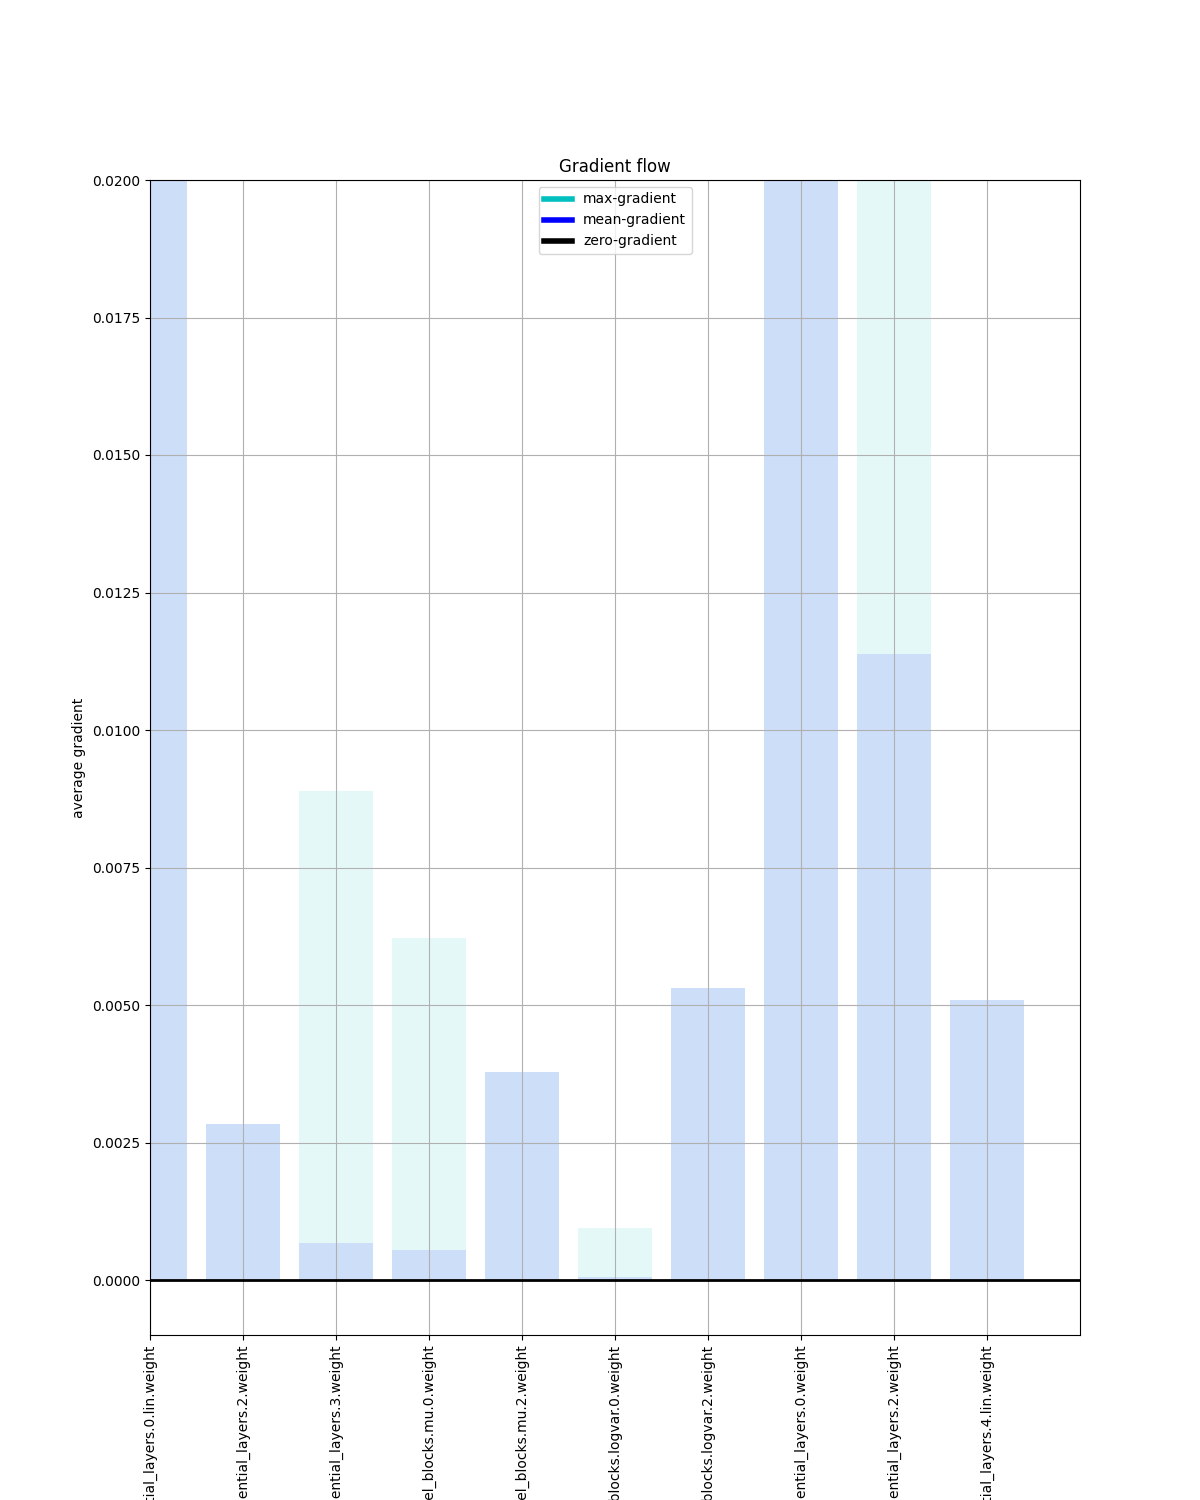 Gradient flow
max-gradient
mean-gradient
zero-gradient
0.0200
0.0175
0.0150
0.0125
0.0100
0.0075
0.0050
0.0025
0.0000
average gradient
tial_layers.0.lin.weight
ential_layers.2.weight
ential_layers.3.weight
el_blocks.mu.0.weight
el_blocks.mu.2.weight
blocks.logvar.0.weight
blocks.logvar.2.weight
ential_layers.0.weight
ential_layers.2.weight
tial_layers.4.lin.weight